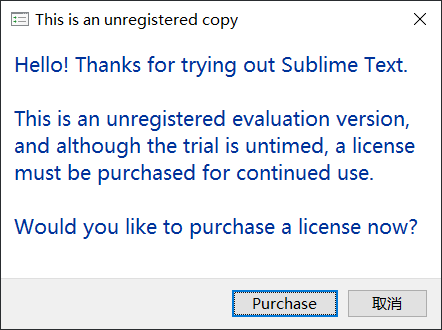 This is an unregistered copy
Hello! Thanks for trying out Sublime Text.
This is an unregistered evaluation version,
and although the trial is untimed, a license
must be purchased for continued use.
Would you like to purchase a license now?
Purchase
取消